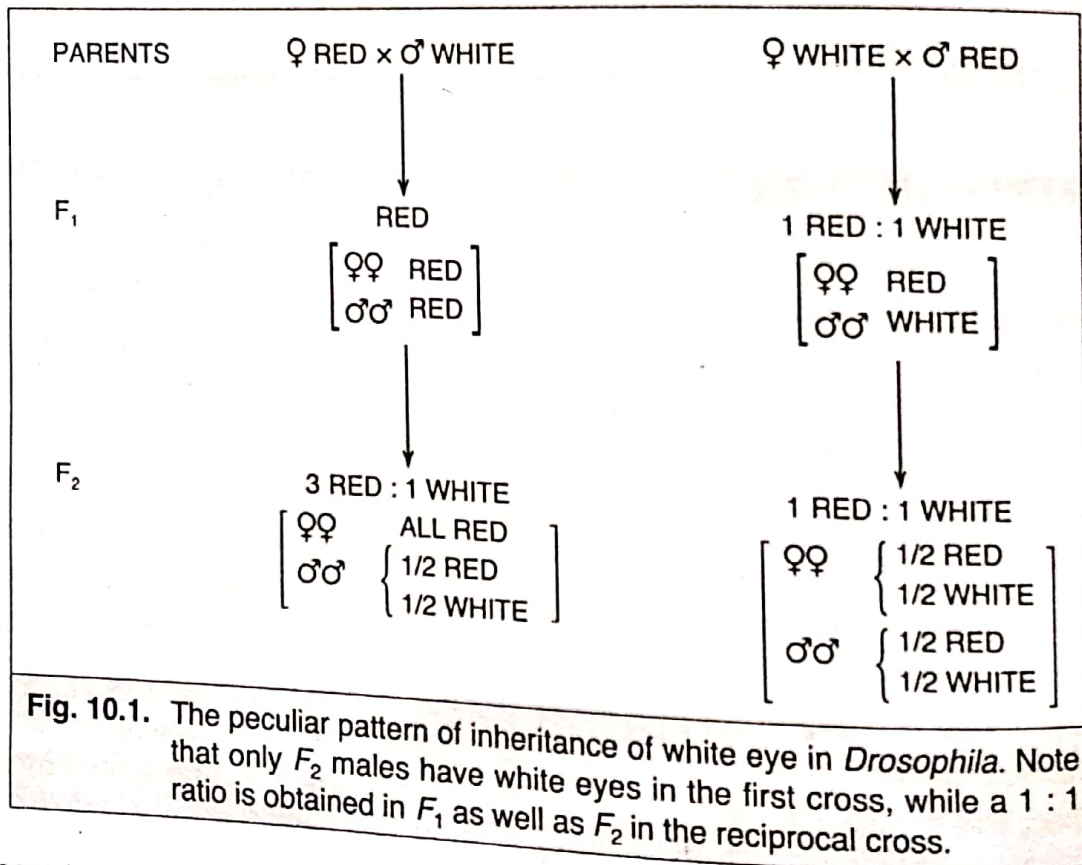 PARENTS ♀ RED × ♂ WHITE ♀ WHITE × ♂ RED
F₁ RED 1 RED : 1 WHITE
♀♀ RED ♀♀ RED
♂♂ RED ♂♂ WHITE
F₂ 3 RED : 1 WHITE 1 RED : 1 WHITE
♀♀ ALL RED ♀♀ 1/2 RED
♂♂ 1/2 RED 1/2 WHITE
1/2 WHITE ♂♂ 1/2 RED
1/2 WHITE
Fig. 10.1. The peculiar pattern of inheritance of white eye in Drosophila. Note
that only F₂ males have white eyes in the first cross, while a 1 : 1
ratio is obtained in F₁ as well as F₂ in the reciprocal cross.